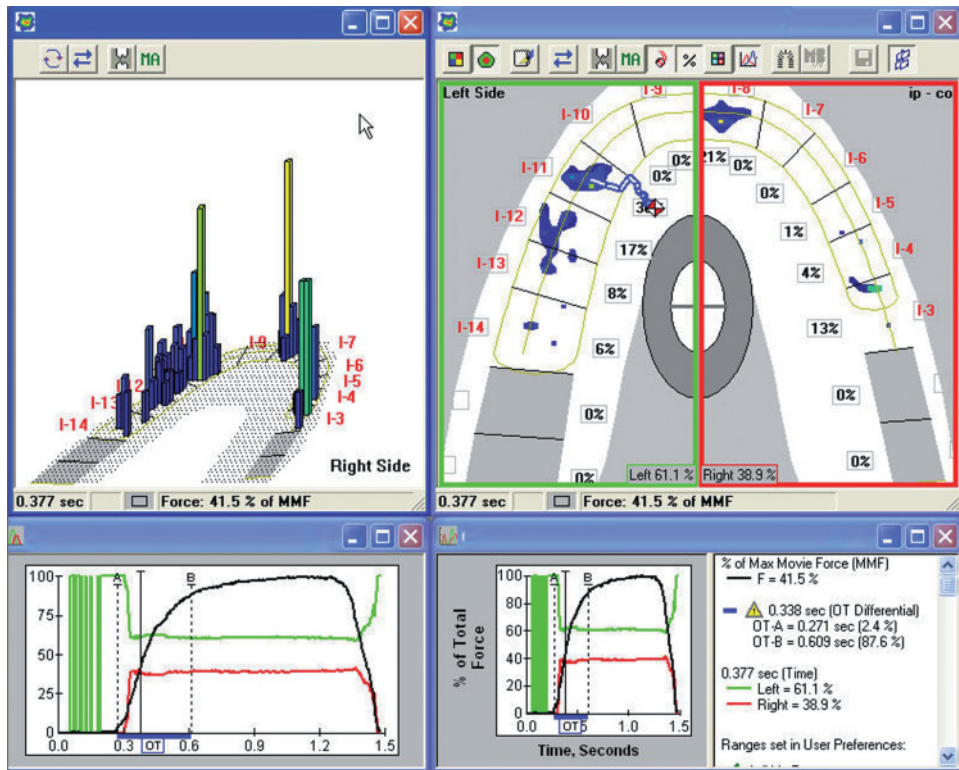 MA
I-9
I-7
I-6
I-5
I-4
I-3
I-12
I-13
I-14
Right Side
0.377 sec
Force: 41.5 % of MMF
MA
%
Left Side
ip - co
I-10
I-9
I-8
I-7
I-11
I-6
I-12
I-5
I-13
I-4
I-14
I-3
0%
21%
0%
0%
0%
17%
1%
8%
4%
6%
13%
0%
0%
0%
0%
Left 61.1 %
Right 38.9 %
0.377 sec
Force: 41.5 % of MMF
100
75
50
25
0
A
B
0.0
0.3
OT
0.6
0.9
1.2
1.5
% of Total
Force
100
80
60
40
20
0
A
B
0.0
OT
5
1.0
1.5
Time, Seconds
% of Max Movie Force (MMF)
F = 41.5 %
0.338 sec (OT Differential)
OT-A = 0.271 sec (2.4 %)
OT-B = 0.609 sec (87.6 %)
0.377 sec (Time)
Left = 61.1 %
Right = 38.9 %
Ranges set in User Preferences: